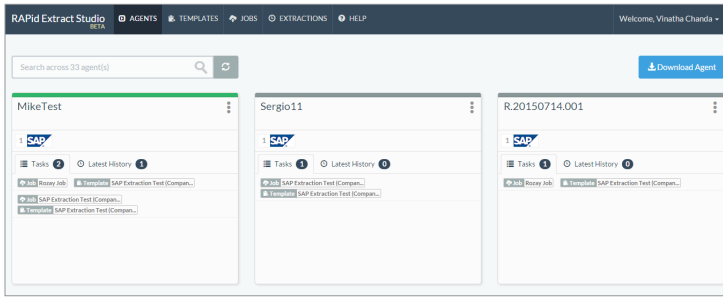 RAPid Extract Studio BETA AGENTS TEMPLATES JOBS EXTRACTIONS HELP Welcome, Vinatha Chanda
Search across 33 agent(s) Download Agent
MikeTest
1 SAP
Tasks 2 Latest History 1
Job Rozay Job Template SAP Extraction Test (Compan...
Job SAP Extraction Test (Compan...
Template SAP Extraction Test (Compan...
Sergio11
1 SAP
Tasks 1 Latest History 0
Job SAP Extraction Test (Compan...
Template SAP Extraction Test (Compan...
R.20150714.001
1 SAP
Tasks 1 Latest History 0
Job Rozay Job Template SAP Extraction Test (Compan...